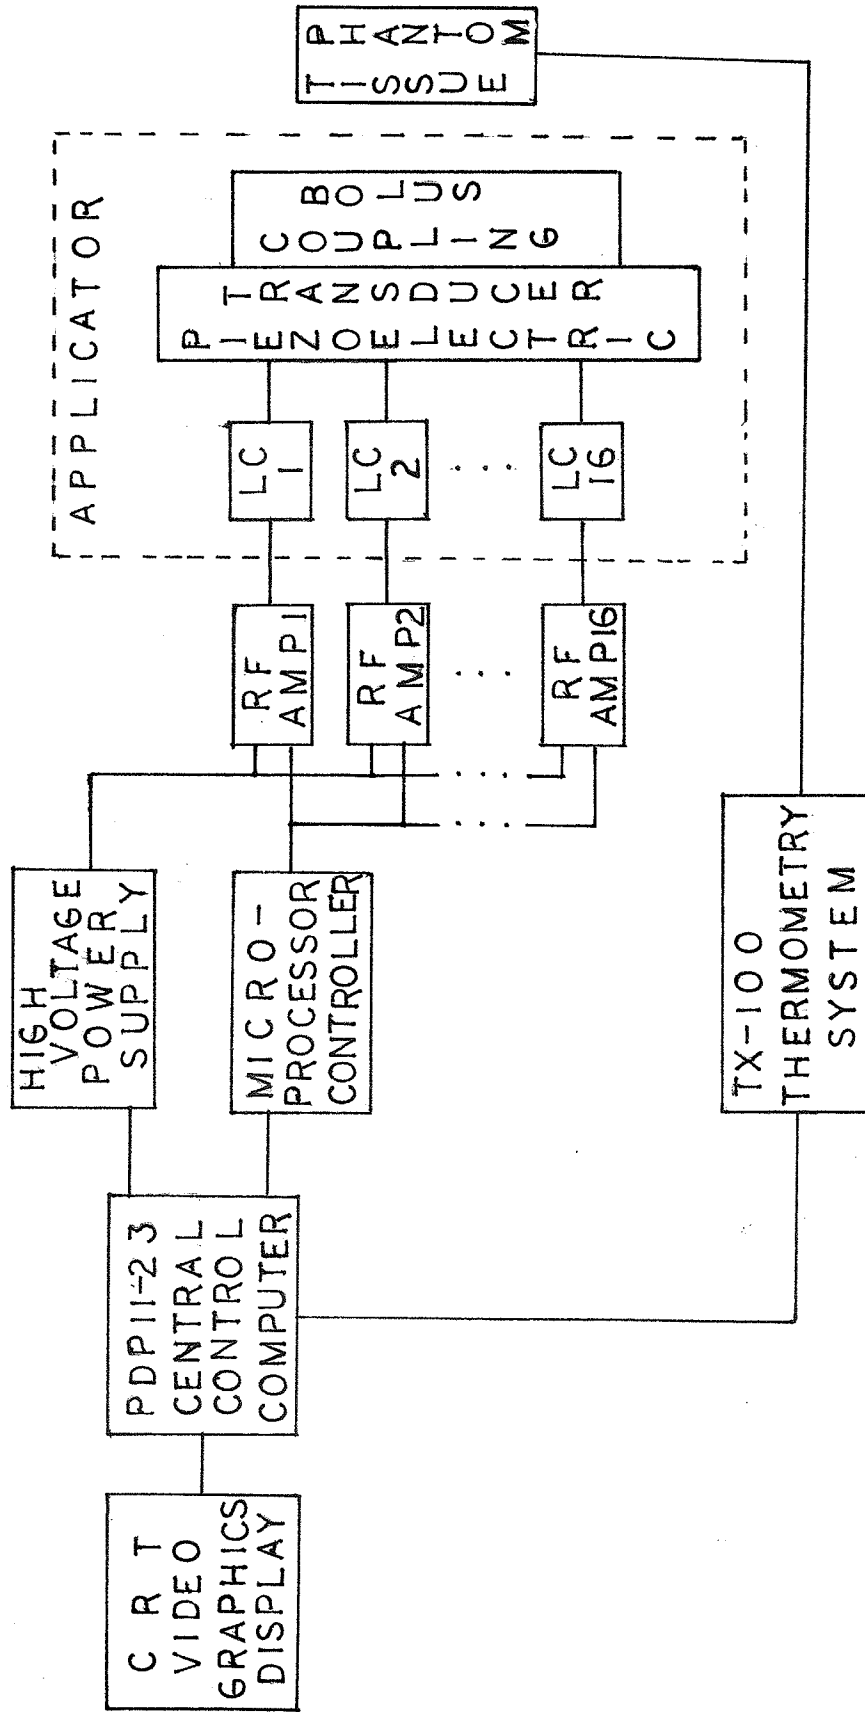 C R T
VIDEO
GRAPHICS
DISPLAY
PDP11-23
CENTRAL
CONTROL
COMPUTER
HIGH
VOLTAGE
POWER
SUPPLY
MICRO-
PROCESSOR
CONTROLLER
TX-100
THERMOMETRY
SYSTEM
RF
AMP1
RF
AMP2
. . .
RF
AMP16
. . .
. . .
APPLICATOR
LC
1
LC
2
. . .
LC
16
PIEZOELECTRIC
TRANSDUCER
COUPLING
BOLUS
TISSUE
PHANTOM